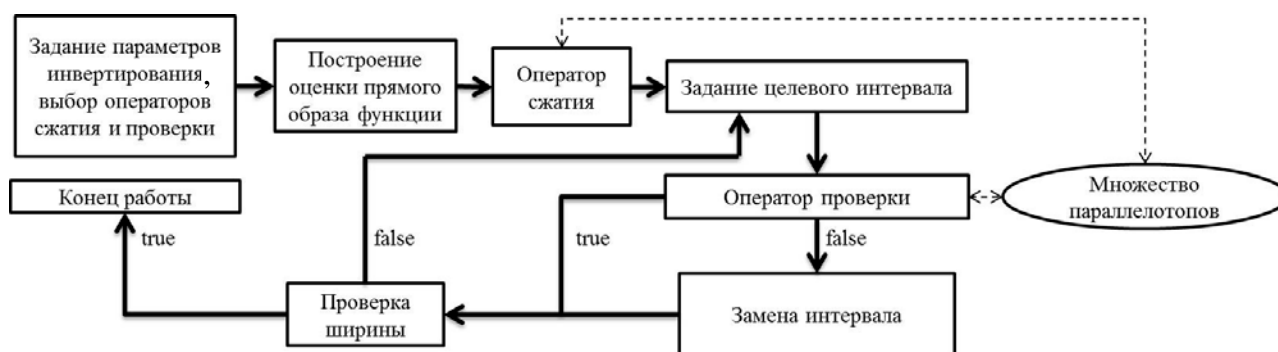 Задание параметров
инвертирования,
выбор операторов
сжатия и проверки
Построение
оценки прямого
образа функции
Оператор
сжатия
Задание целевого интервала
Конец работы
Оператор проверки
Множество
параллелотопов
true
false
true
false
Проверка
ширины
Замена интервала